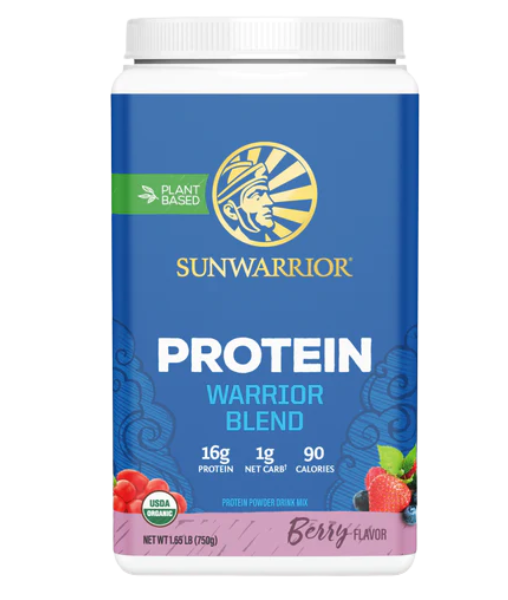 PLANT
BASED
SUNWARRIOR®
PROTEIN
WARRIOR
BLEND
16g 1g 90
PROTEIN NET CARB† CALORIES
PROTEIN POWDER DRINK MIX
USDA
ORGANIC
Berry FLAVOR
NET WT 1.65 LB (750g)